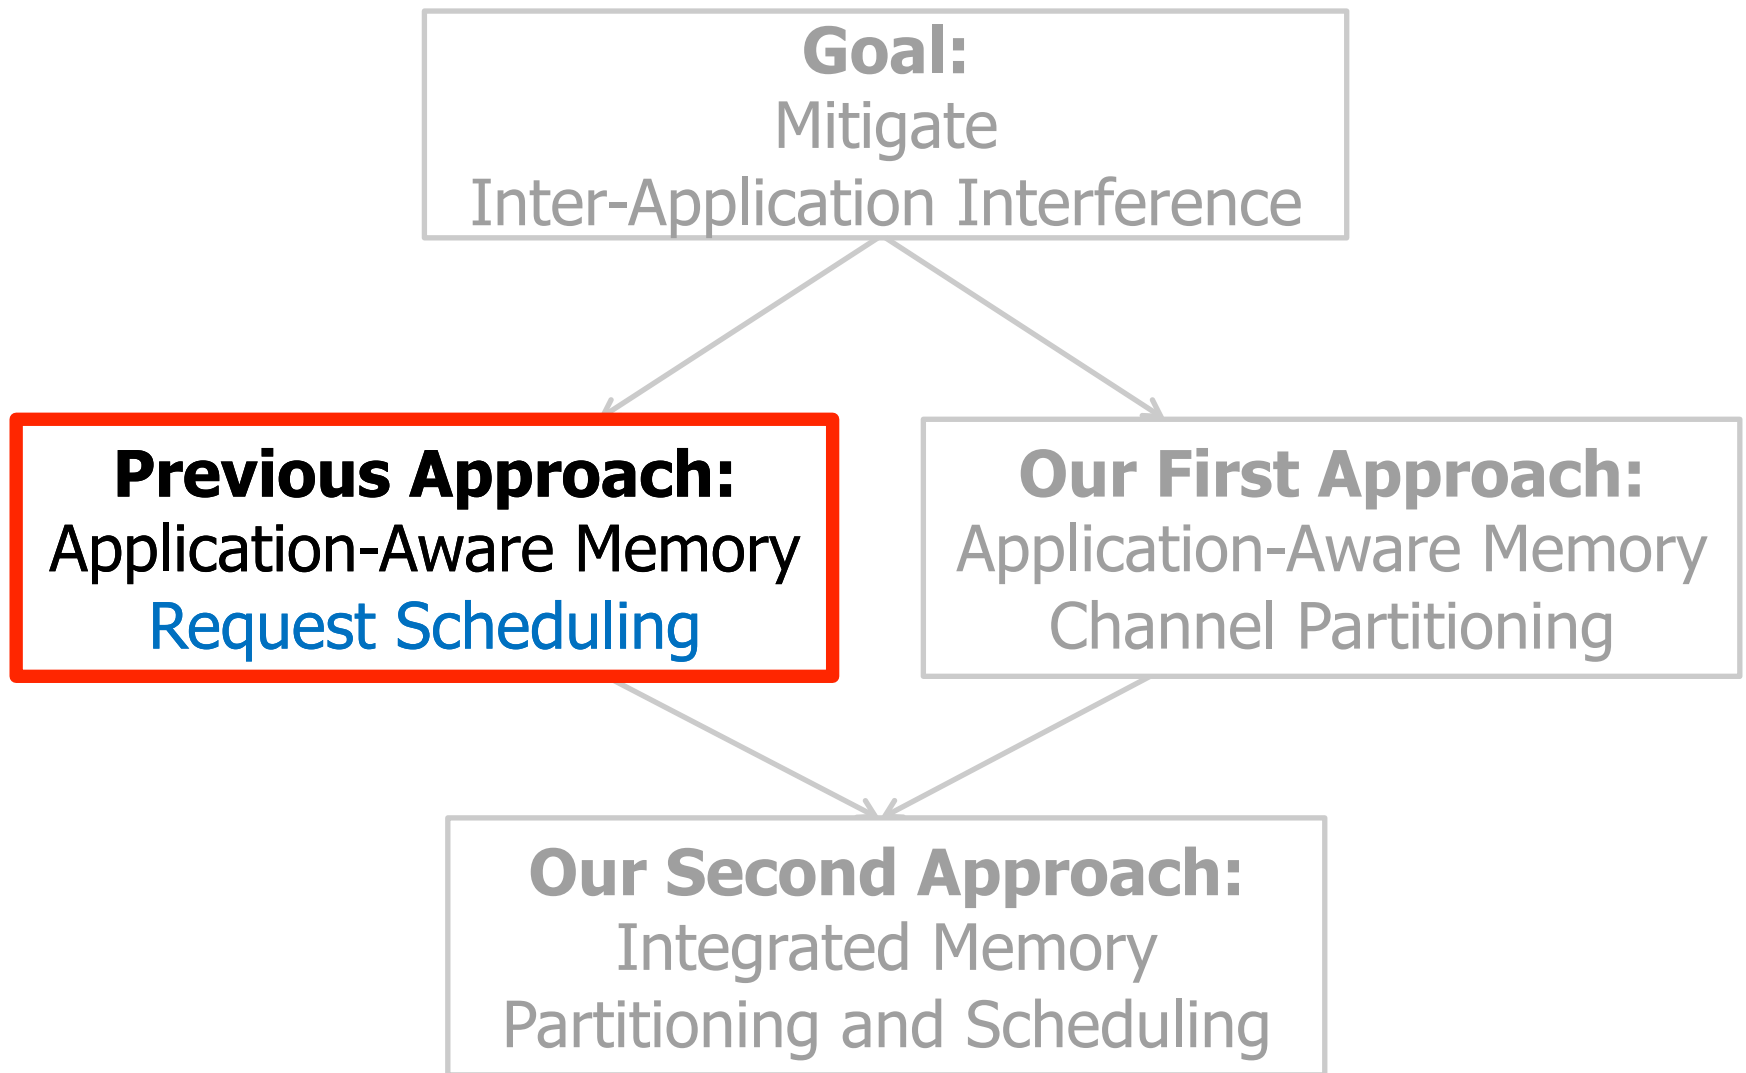 Goal:
Mitigate
Inter-Application Interference
Previous Approach:
Application-Aware Memory
Request Scheduling
Our First Approach:
Application-Aware Memory
Channel Partitioning
Our Second Approach:
Integrated Memory
Partitioning and Scheduling